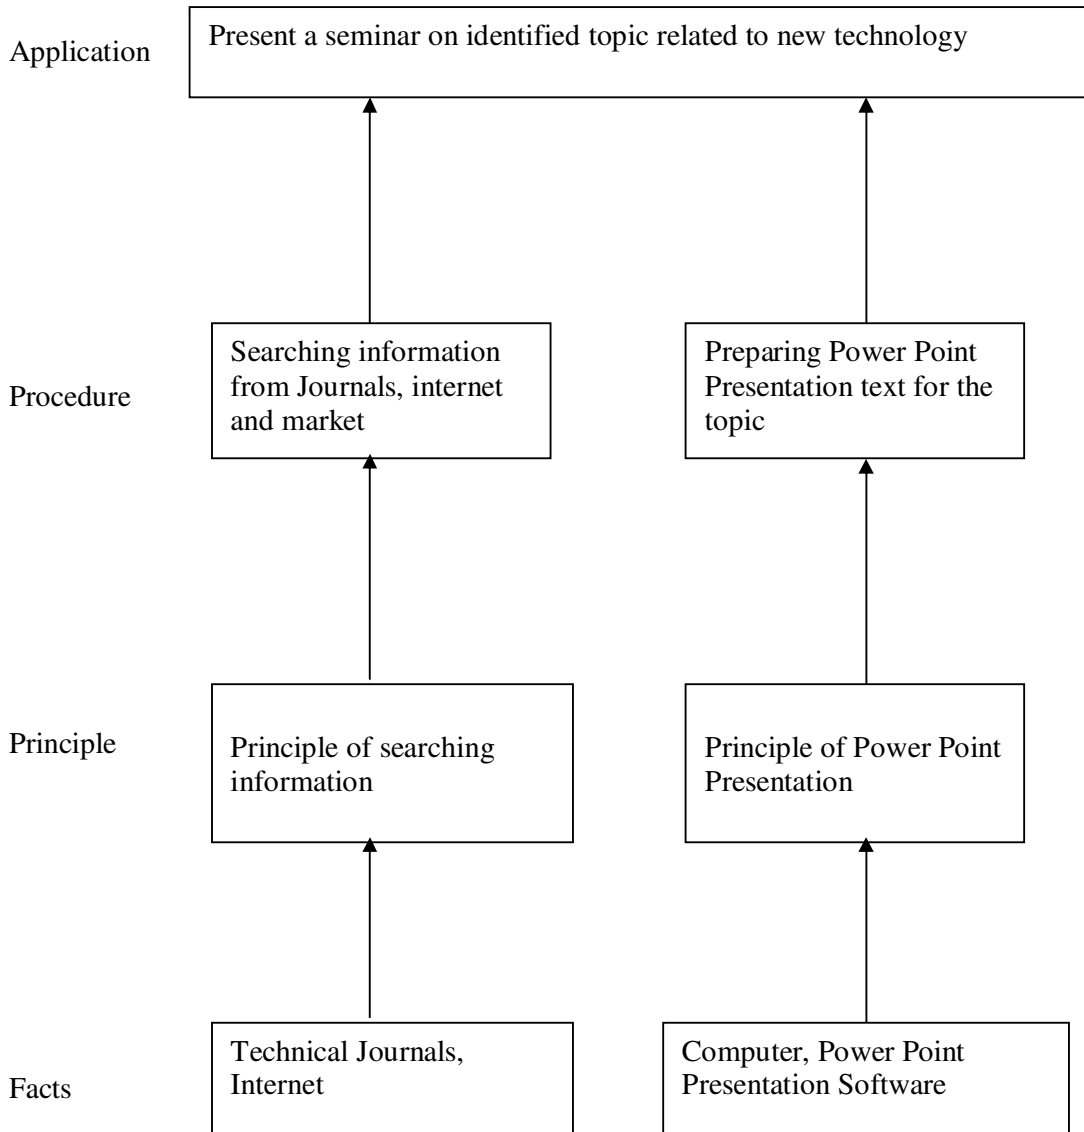 Application
Present a seminar on identified topic related to new technology
Procedure
Searching information
from Journals, internet
and market
Preparing Power Point
Presentation text for the
topic
Principle
Principle of searching
information
Principle of Power Point
Presentation
Facts
Technical Journals,
Internet
Computer, Power Point
Presentation Software